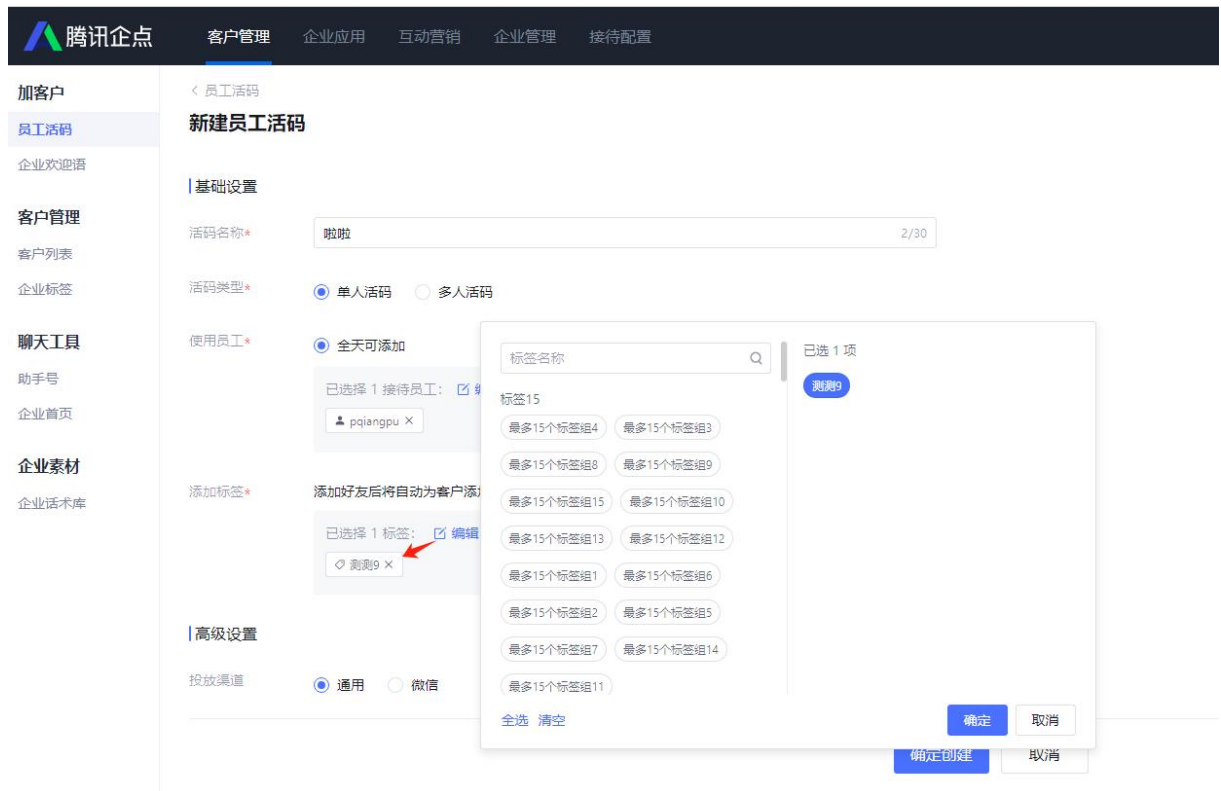 腾讯企点 客户管理 企业应用 互动营销 企业管理 接待配置
加客户
员工活码
企业欢迎语
客户管理
客户列表
企业标签
聊天工具
助手号
企业首页
企业素材
企业话术库
< 员工活码
新建员工活码
基础设置
活码名称* 啦啦 2/30
活码类型* 单人活码 多人活码
使用员工* 全天可添加
已选择 1 接待员工：
pqiangpu ×
添加标签* 添加好友后将自动为客户添
已选择 1 标签： 编辑
测测9 ×
高级设置
投放渠道 通用 微信
标签名称
标签15
最多15个标签组4 最多15个标签组3
最多15个标签组8 最多15个标签组9
最多15个标签组15 最多15个标签组10
最多15个标签组13 最多15个标签组12
最多15个标签组1 最多15个标签组6
最多15个标签组2 最多15个标签组5
最多15个标签组7 最多15个标签组14
最多15个标签组11
全选 清空
已选 1 项
测测9
确定 取消
确定创建 取消